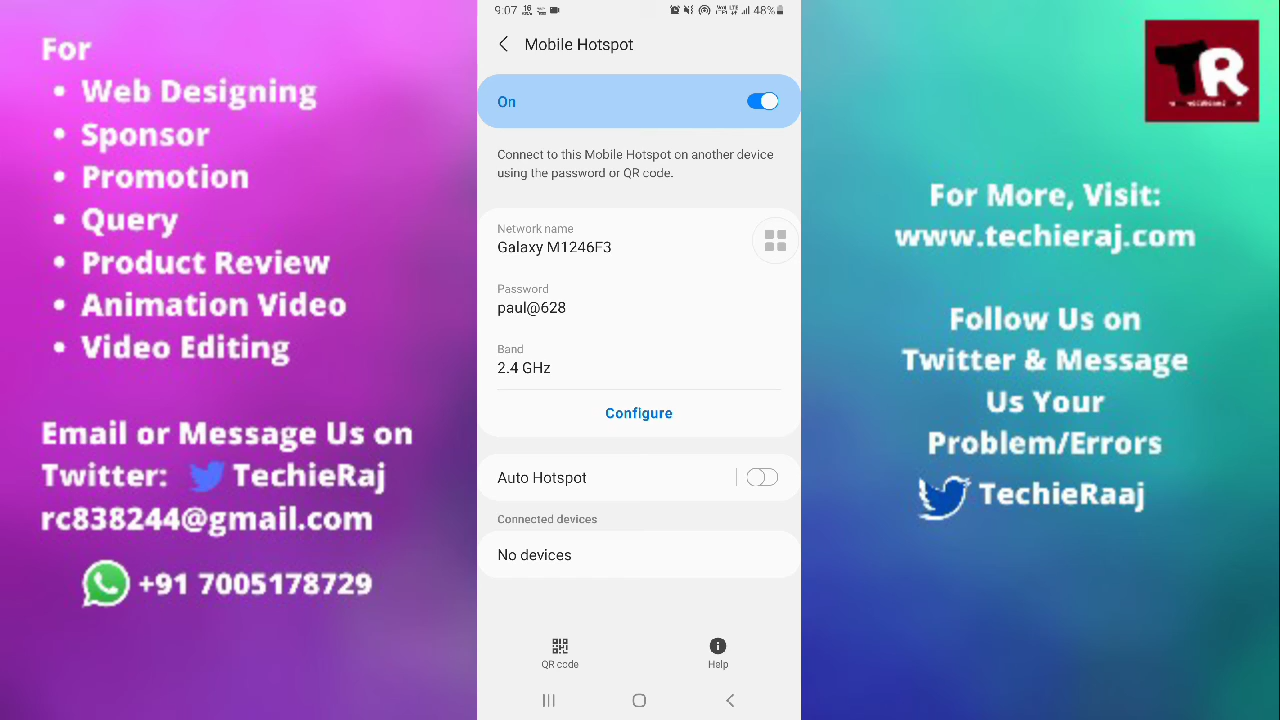 For
• Web Designing
• Sponsor
• Promotion
• Query
• Product Review
• Animation Video
• Video Editing
Email or Message Us on
Twitter: TechieRaj
rc838244@gmail.com
+91 7005178729
9:07
48%
Mobile Hotspot
On
Connect to this Mobile Hotspot on another device
using the password or QR code.
Network name
Galaxy M1246F3
Password
paul@628
Band
2.4 GHz
Configure
Auto Hotspot
Connected devices
No devices
QR code
Help
TR
For More, Visit:
www.techieraj.com
Follow Us on
Twitter & Message
Us Your
Problem/Errors
TechieRaaj